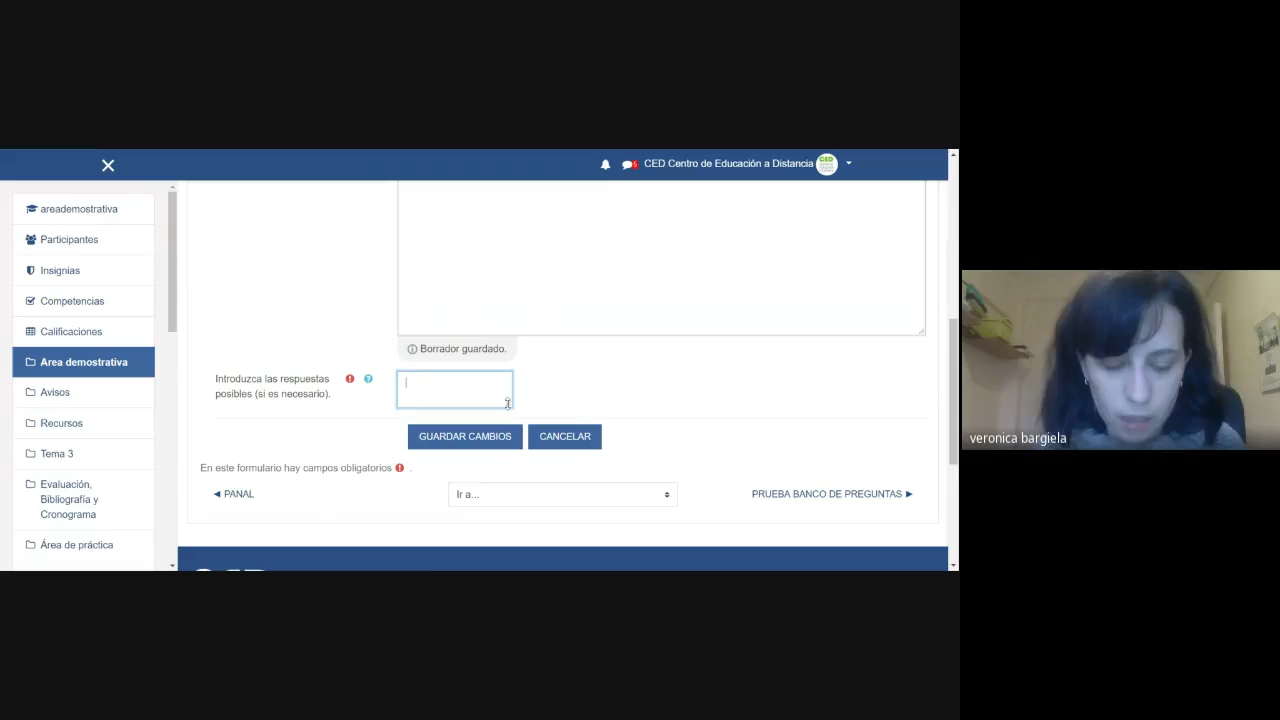 CED Centro de Educación a Distancia
5
areademostrativa
Participantes
Insignias
Competencias
Calificaciones
Area demostrativa
Avisos
Recursos
Tema 3
Evaluación,
Bibliografía y
Cronograma
Área de práctica
Borrador guardado.
Introduzca las respuestas
posibles (si es necesario).
GUARDAR CAMBIOS
CANCELAR
En este formulario hay campos obligatorios
.
◄ PANAL
Ir a...
PRUEBA BANCO DE PREGUNTAS ►
veronica bargiela